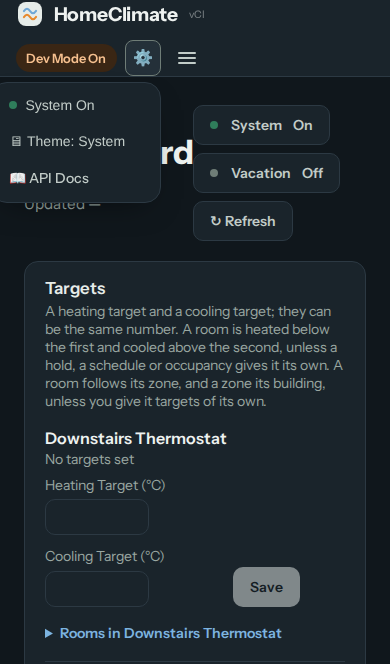 HomeClimate vCI
Dev Mode On
System On
Theme: System
API Docs
rd
Updated —
System On
Vacation Off
↻ Refresh
Targets
A heating target and a cooling target; they can
be the same number. A room is heated below
the first and cooled above the second, unless a
hold, a schedule or occupancy gives it its own. A
room follows its zone, and a zone its building,
unless you give it targets of its own.
Downstairs Thermostat
No targets set
Heating Target (°C)
Cooling Target (°C)
Save
Rooms in Downstairs Thermostat